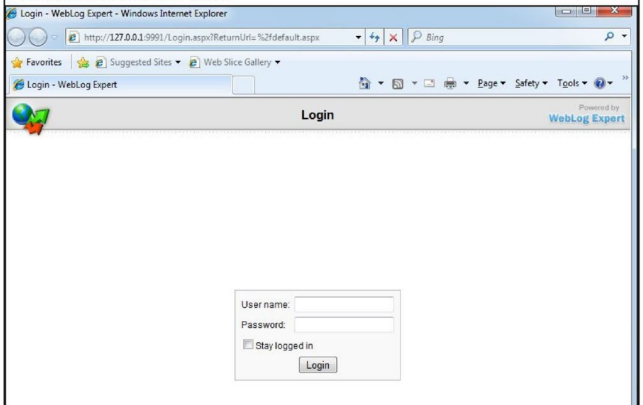 Login - WebLog Expert - Windows Internet Explorer
http://127.0.0.1:9991/Login.aspx?ReturnUrl=%2fdefault.aspx
Bing
Favorites Suggested Sites Web Slice Gallery
Login - WebLog Expert
Page Safety Tools »
Login
Powered by
WebLog Expert
User name:
Password:
Stay logged in
Login